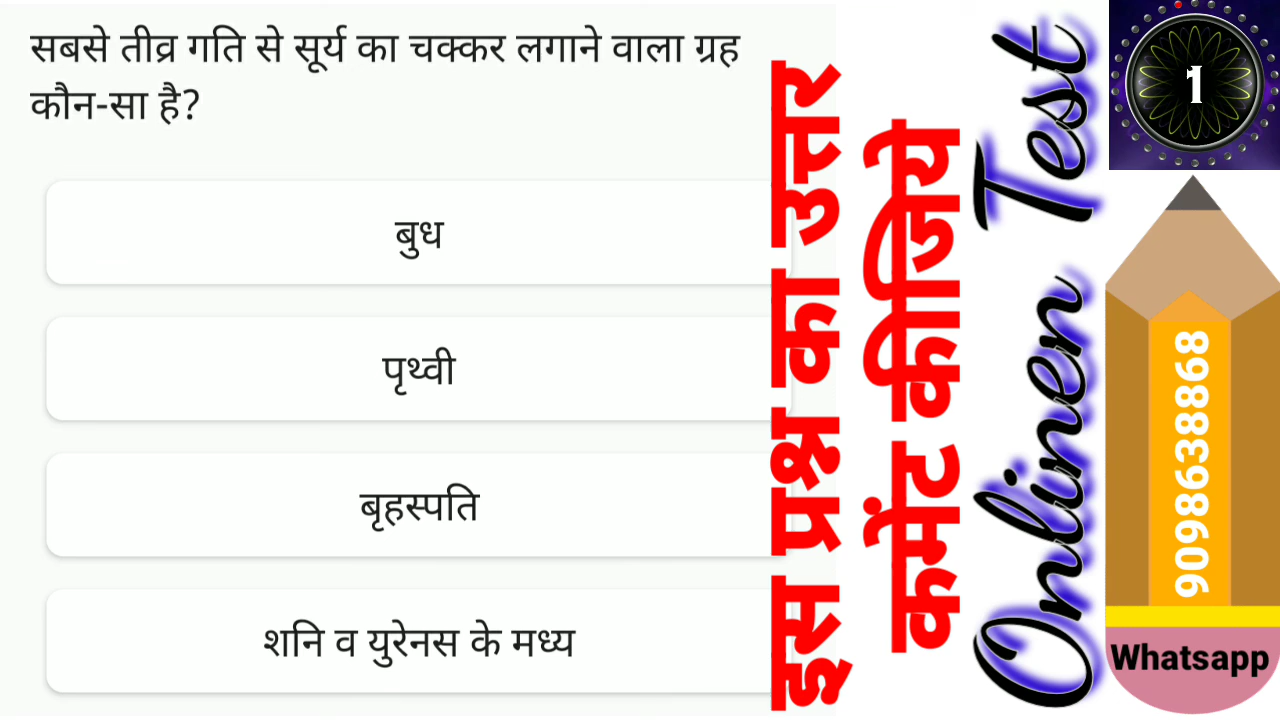 सबसे तीव्र गति से सूर्य का चक्कर लगाने वाला ग्रह
कौन-सा है?
बुध
पृथ्वी
बृहस्पति
शनि व युरेनस के मध्य
इस प्रश्न का उत्तर
कमेंट कीजिये
Onlinen Test
1
9098638868
Whatsapp